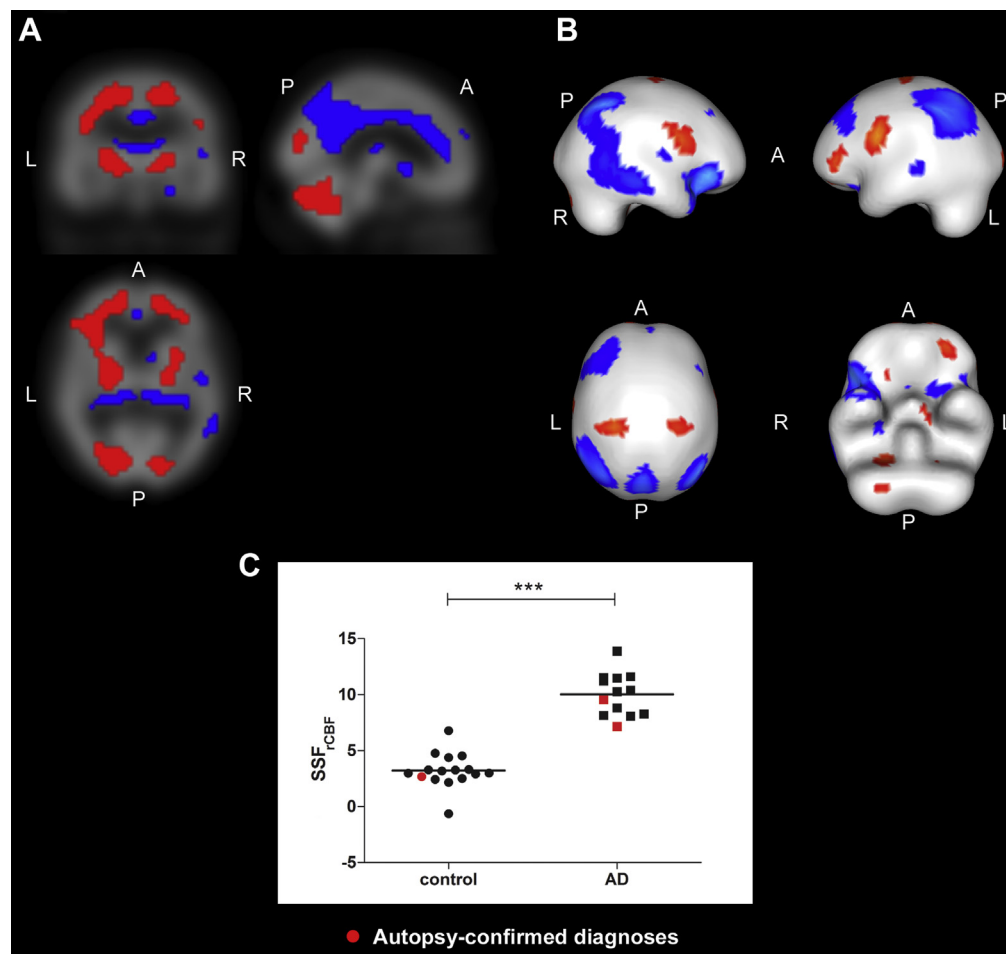 A
B
P
A
L
R
P
A
P
R
L
A
L
R
P
A
A
L
R
L
P
P
C
***
15
10
5
0
-5
SSFrCBF
control
AD
Autopsy-confirmed diagnoses